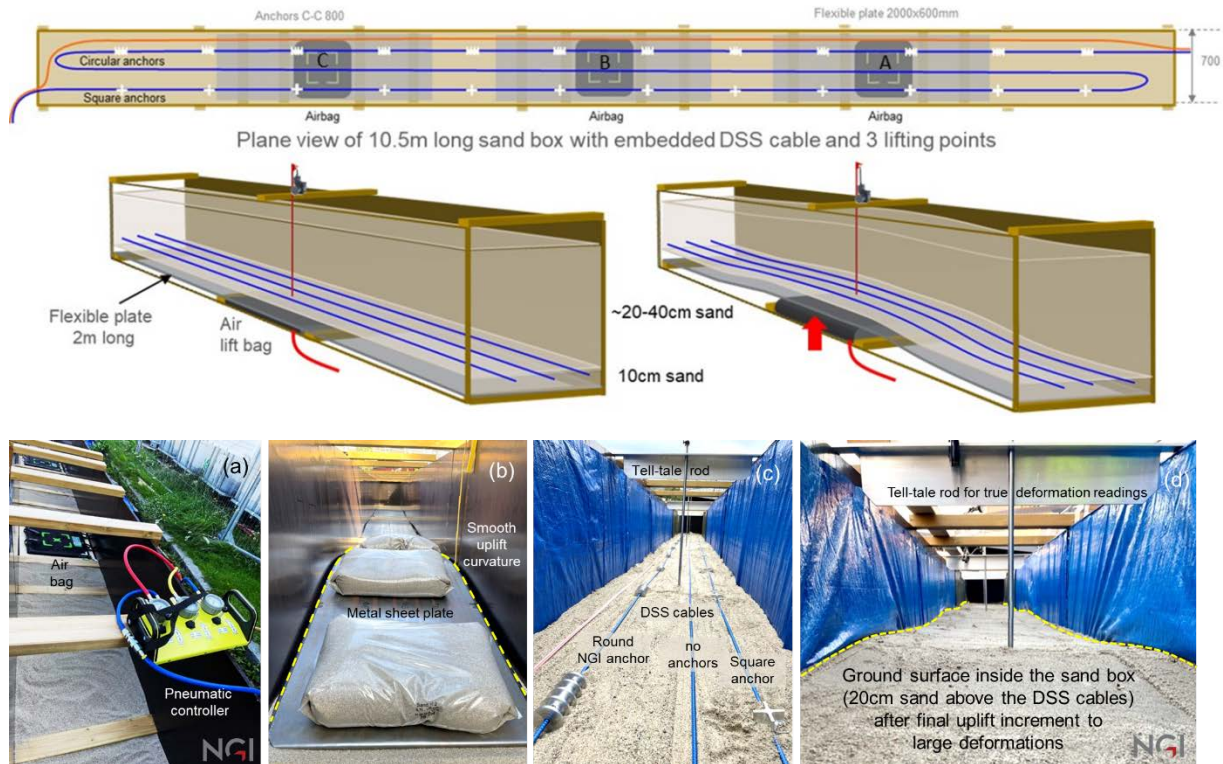 Anchors C-C 800
Flexible plate 2000x600mm
Circular anchors
Square anchors
C
B
A
700
Airbag
Airbag
Airbag
Plane view of 10.5m long sand box with embedded DSS cable and 3 lifting points
Flexible plate
2m long
Air
lift bag
~20-40cm sand
10cm sand
(a)
Air
bag
Pneumatic
controller
NGI
(b)
Smooth
uplift
curvature
Metal sheet plate
(c)
Tell-tale rod
DSS cables
Round
NGI anchor
no
anchors
Square
anchor
(d)
Tell-tale rod for true deformation readings
Ground surface inside the sand box
(20cm sand above the DSS cables)
after final uplift increment to
large deformations
NGI